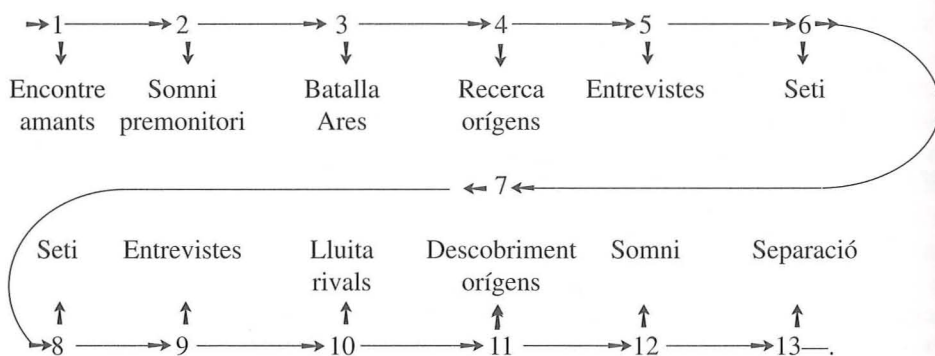 1 2 3 4 5 6
Encontre Somni Batalla Recerca Entrevistes Seti
amants premonitori Ares orígens
7
Seti Entrevistes Lluita Descobriment Somni Separació
rivals orígens
8 9 10 11 12 13—.